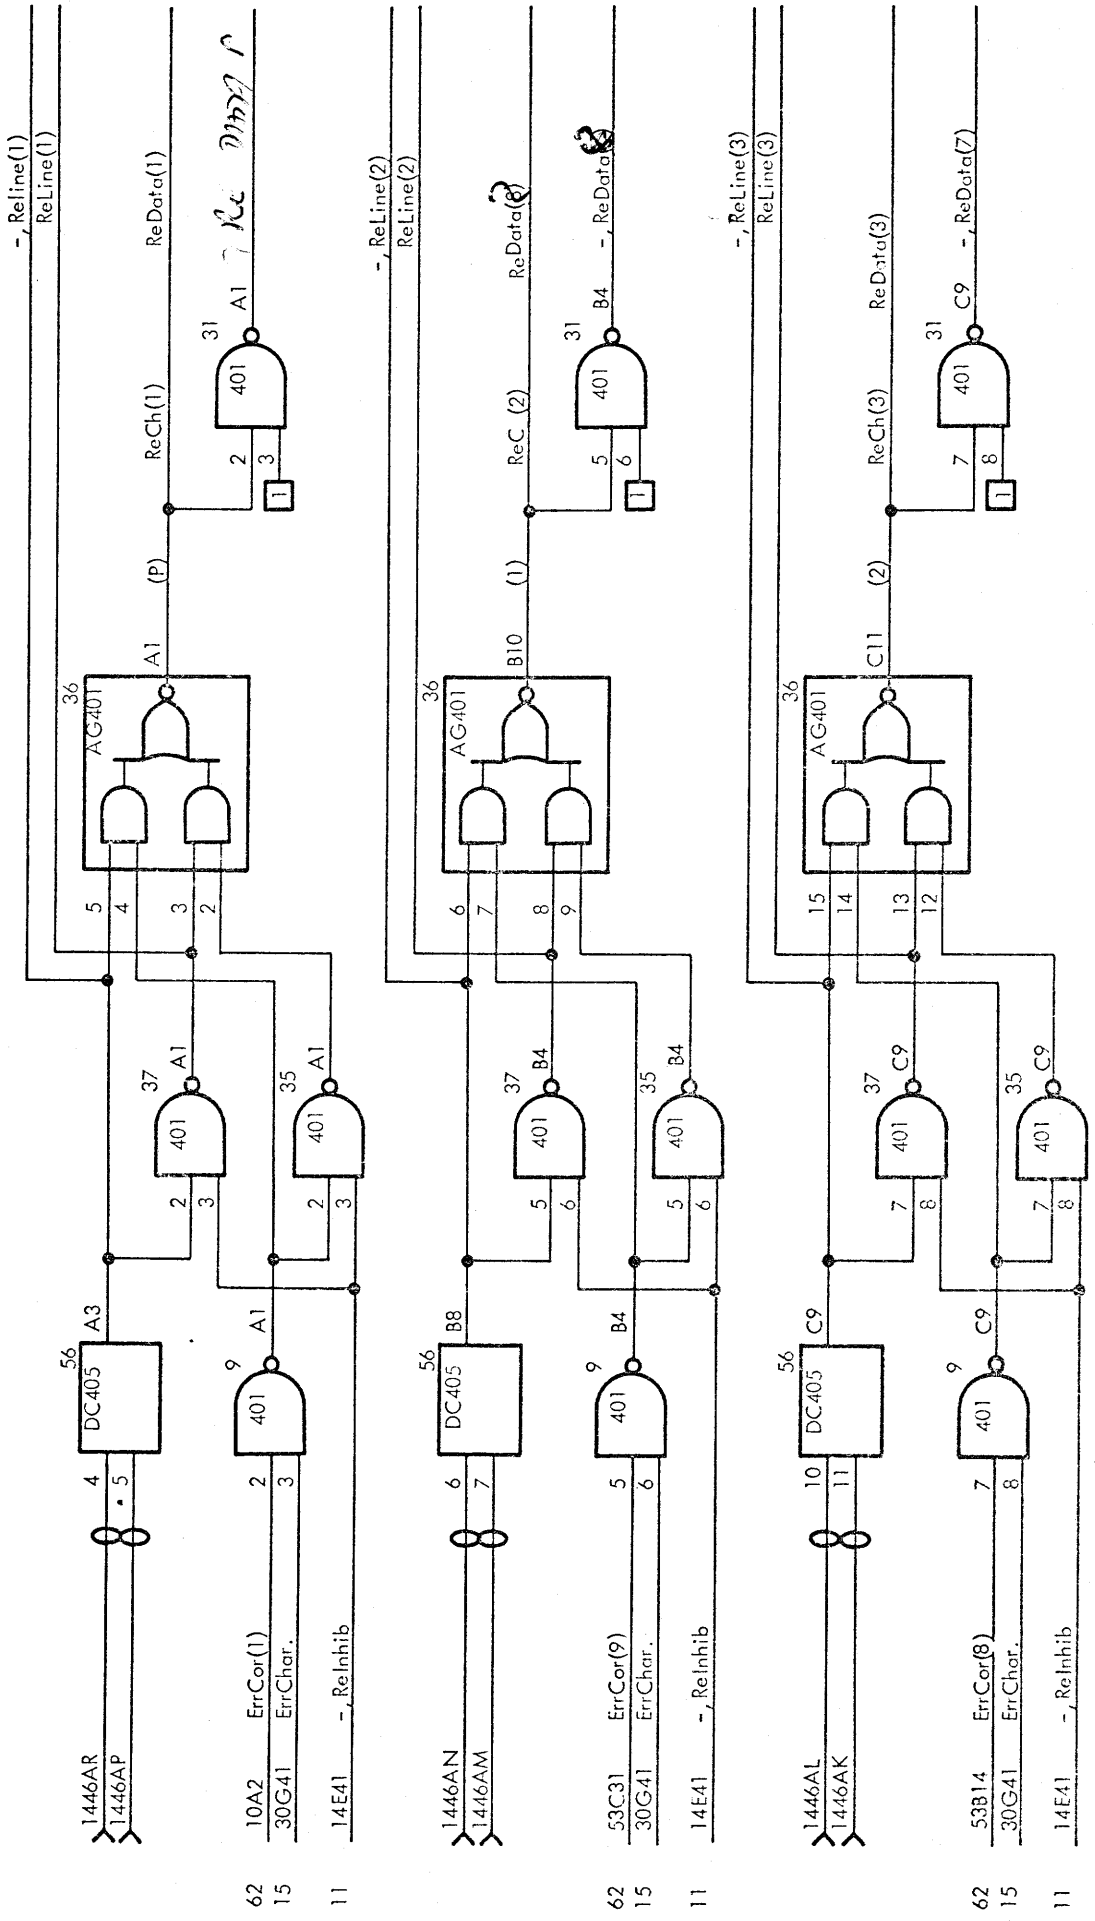 -,Reline(1)
ReLine(1)
1446AR
1446AP
4
5
56
DC405
A3
5
4
3
2
36
AG401
A1
(P)
ReCh(1)
ReData(1)
2
3
37
401
A1
62
10A2
ErrCor(1)
2
15
30G41
ErrChar.
3
9
401
A1
2
3
35
401
A1
11
14E41
-,ReInhib
2
3
1
31
401
A1
-,ReLine(2)
ReLine(2)
1446AN
1446AM
6
7
56
DC405
B8
6
7
8
9
36
AG401
B10
(1)
ReC (2)
ReData(
5
6
37
401
B4
62
53C31
ErrCor(9)
5
15
30G41
ErrChar.
6
9
401
B4
5
6
35
401
B4
11
14E41
-,ReInhib
5
6
1
31
401
B4
-,ReData
-,ReLine(3)
ReLine(3)
1446AL
1446AK
10
11
56
DC405
C9
15
14
13
12
36
AG401
C11
(2)
ReCh(3)
ReData(3)
7
8
37
401
C9
62
53B14
ErrCor(8)
7
15
30G41
ErrChar.
8
9
401
C9
7
8
35
401
C9
11
14E41
-,ReInhib
7
8
1
31
401
C9
-,ReData(7)